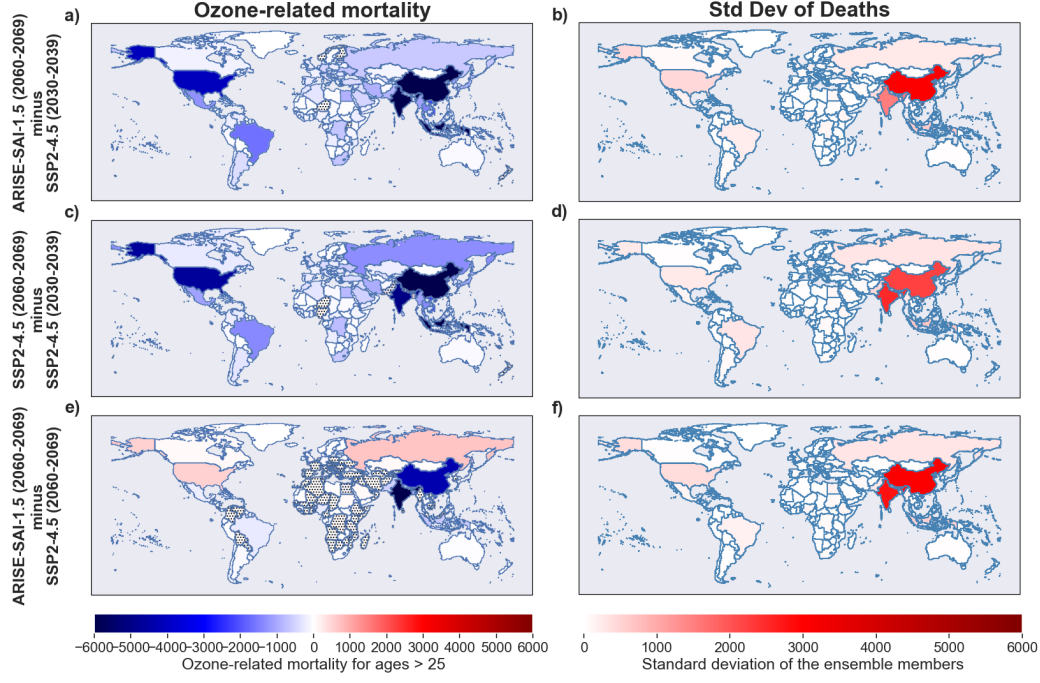 Ozone-related mortality
Std Dev of Deaths
a)
b)
ARISE-SAI-1.5 (2060-2069)
minus
SSP2-4.5 (2030-2039)
c)
d)
SSP2-4.5 (2060-2069)
minus
SSP2-4.5 (2030-2039)
e)
f)
ARISE-SAI-1.5 (2060-2069)
minus
SSP2-4.5 (2060-2069)
−6000 −5000 −4000 −3000 −2000 −1000 0 1000 2000 3000 4000 5000 6000
Ozone-related mortality for ages > 25
0 1000 2000 3000 4000 5000 6000
Standard deviation of the ensemble members